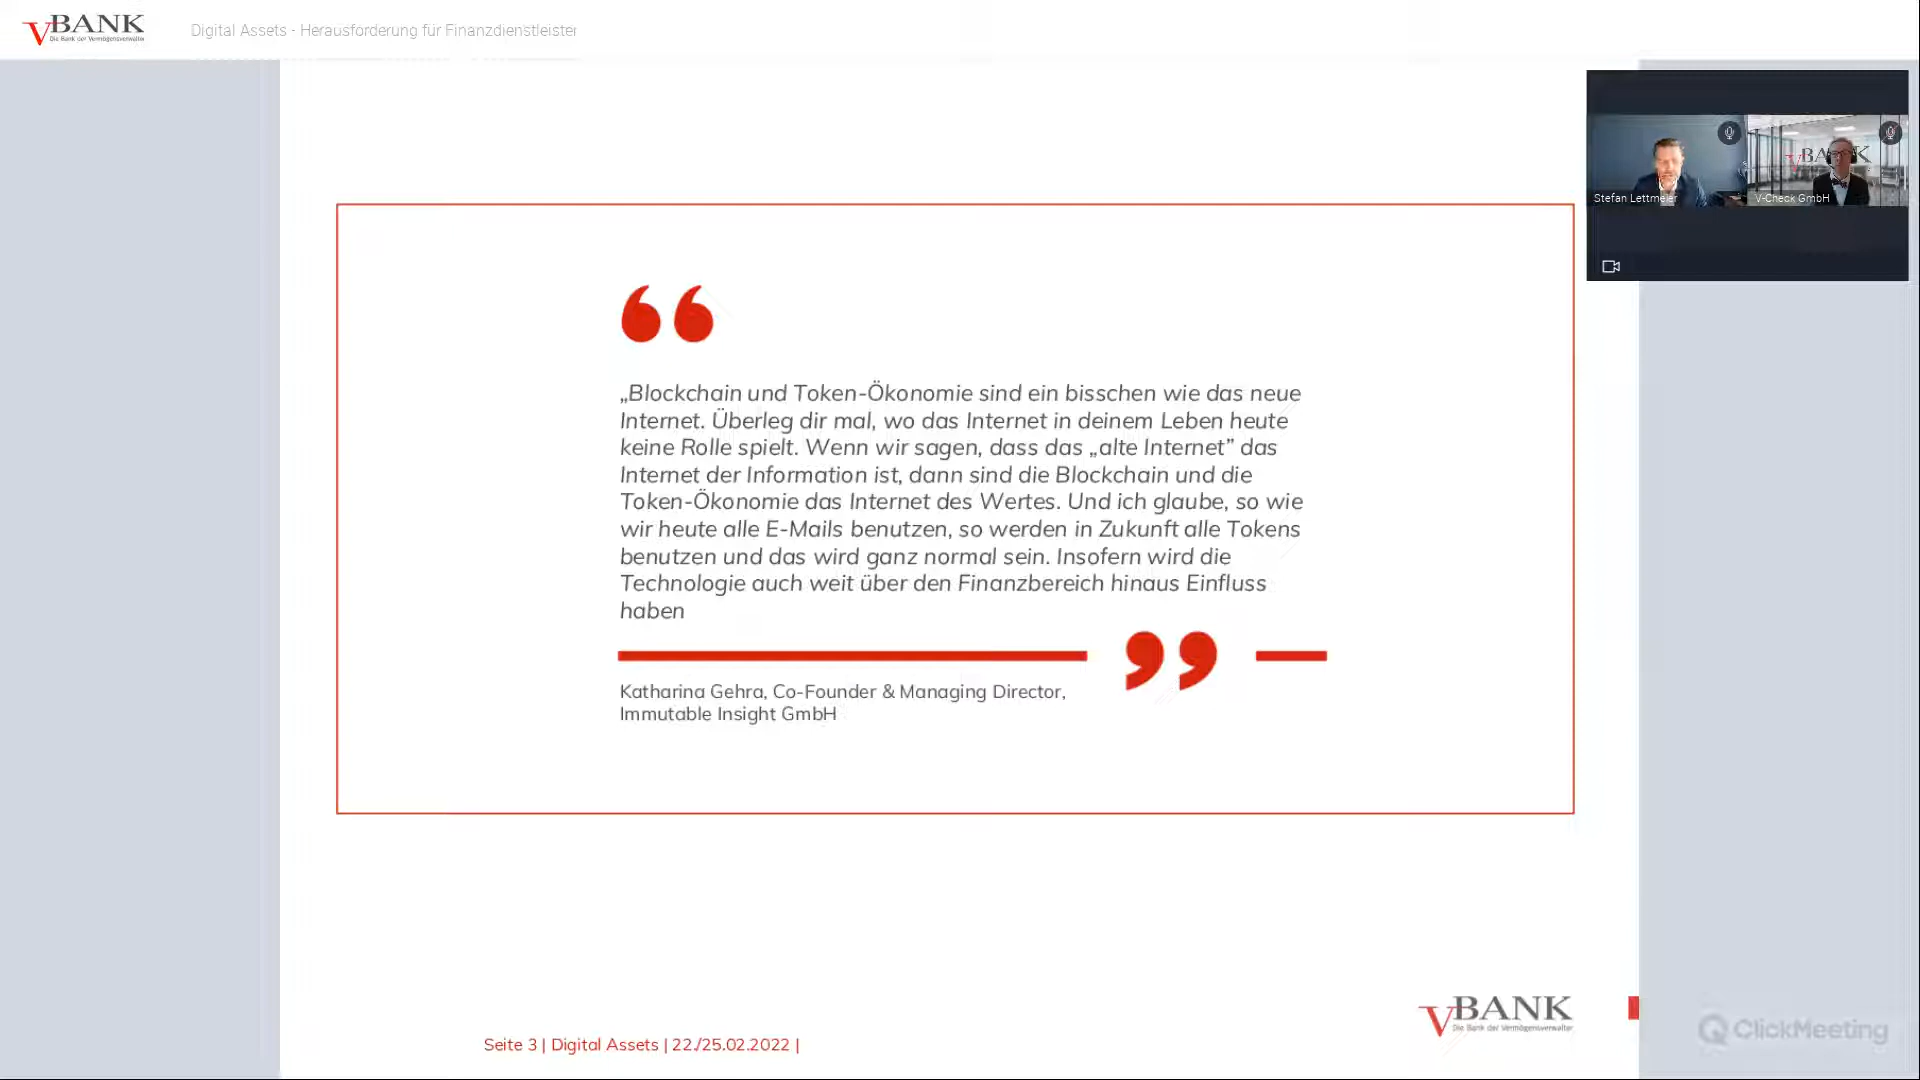 VBANK
Die Bank der Vermögensverwalter
Digital Assets - Herausforderung für Finanzdienstleister
VBANK
Stefan Lettmeier
V-Check GmbH
„Blockchain und Token-Ökonomie sind ein bisschen wie das neue
Internet. Überleg dir mal, wo das Internet in deinem Leben heute
keine Rolle spielt. Wenn wir sagen, dass das „alte Internet” das
Internet der Information ist, dann sind die Blockchain und die
Token-Ökonomie das Internet des Wertes. Und ich glaube, so wie
wir heute alle E-Mails benutzen, so werden in Zukunft alle Tokens
benutzen und das wird ganz normal sein. Insofern wird die
Technologie auch weit über den Finanzbereich hinaus Einfluss
haben
Katharina Gehra, Co-Founder & Managing Director,
Immutable Insight GmbH
VBANK
Die Bank der Vermögensverwalter
Seite 3 | Digital Assets | 22./25.02.2022 |
ClickMeeting